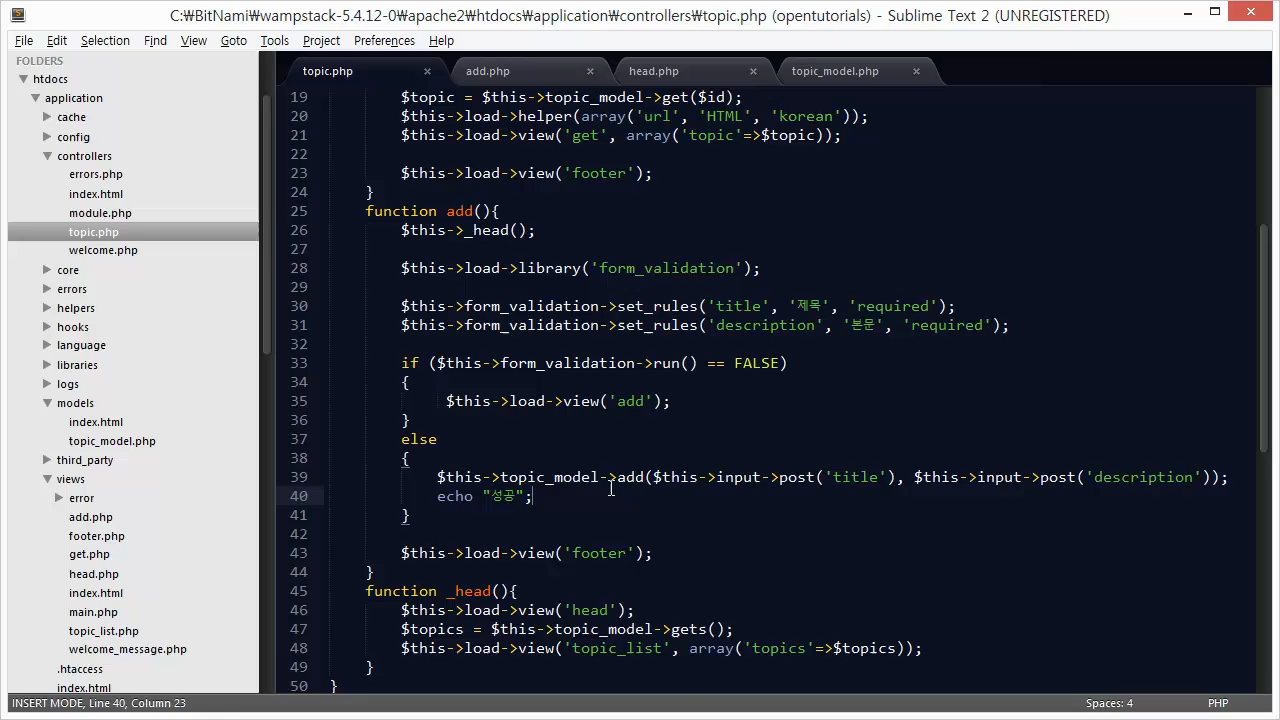 C:￦BitNami￦wampstack-5.4.12-0￦apache2￦htdocs￦application￦controllers￦topic.php (opentutorials) - Sublime Text 2 (UNREGISTERED)
File Edit Selection Find View Goto Tools Project Preferences Help
FOLDERS
htdocs
application
cache
config
controllers
errors.php
index.html
module.php
topic.php
welcome.php
core
errors
helpers
hooks
language
libraries
logs
models
index.html
topic_model.php
third_party
views
error
add.php
footer.php
get.php
head.php
index.html
main.php
topic_list.php
welcome_message.php
.htaccess
index.html
topic.php add.php head.php topic_model.php
19 $topic = $this->topic_model->get($id);
20 $this->load->helper(array('url', 'HTML', 'korean'));
21 $this->load->view('get', array('topic'=>$topic));
22
23 $this->load->view('footer');
24 }
25 function add(){
26 $this->_head();
27
28 $this->load->library('form_validation');
29
30 $this->form_validation->set_rules('title', '제목', 'required');
31 $this->form_validation->set_rules('description', '본문', 'required');
32
33 if ($this->form_validation->run() == FALSE)
34 {
35 $this->load->view('add');
36 }
37 else
38 {
39 $this->topic_model->add($this->input->post('title'), $this->input->post('description'));
40 echo "성공";
41 }
42
43 $this->load->view('footer');
44 }
45 function _head(){
46 $this->load->view('head');
47 $topics = $this->topic_model->gets();
48 $this->load->view('topic_list', array('topics'=>$topics));
49 }
50 }
INSERT MODE, Line 40, Column 23 Spaces: 4 PHP